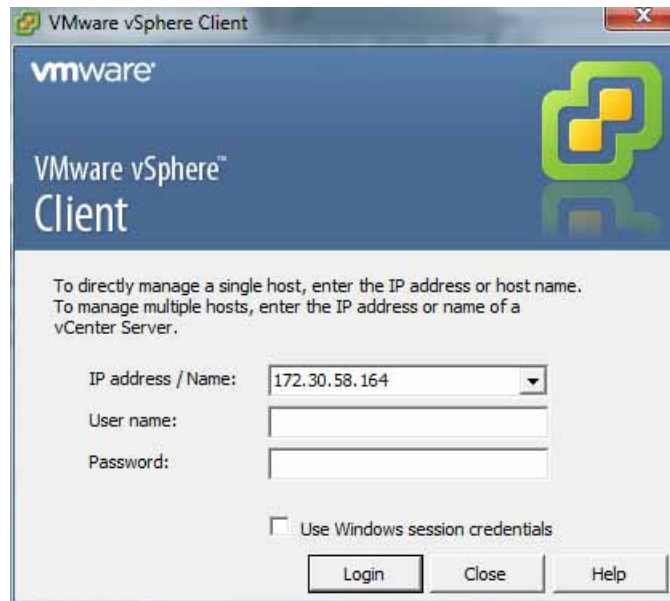 VMware vSphere Client
vmware®
VMware vSphere™
Client
To directly manage a single host, enter the IP address or host name.
To manage multiple hosts, enter the IP address or name of a
vCenter Server.
IP address / Name: 172.30.58.164
User name:
Password:
Use Windows session credentials
Login Close Help